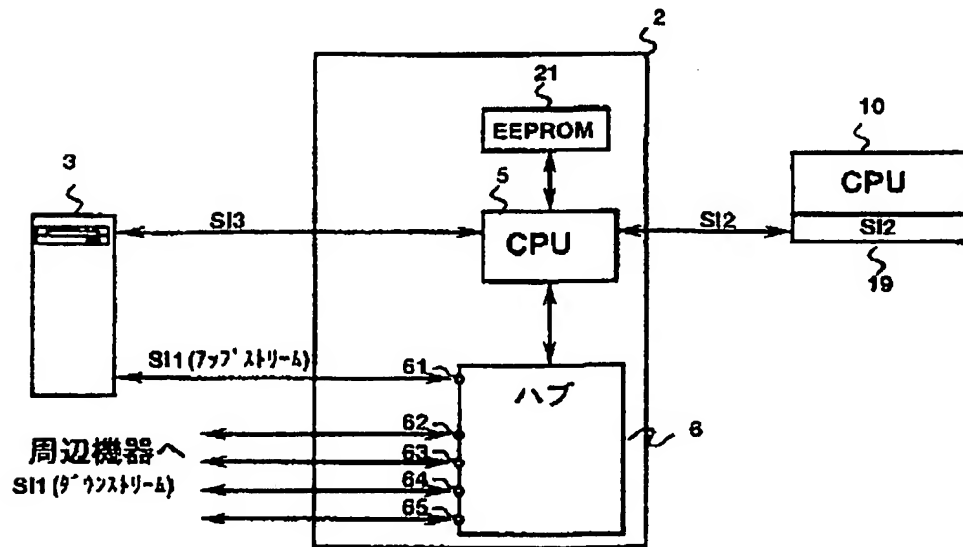 2
21
EEPROM
10
CPU
3
5
CPU
SI3
SI2
SI2
19
SI1 (アップストリーム)
61
ハブ
62
周辺機器へ
63
6
SI1 (ダウンストリーム)
64
65